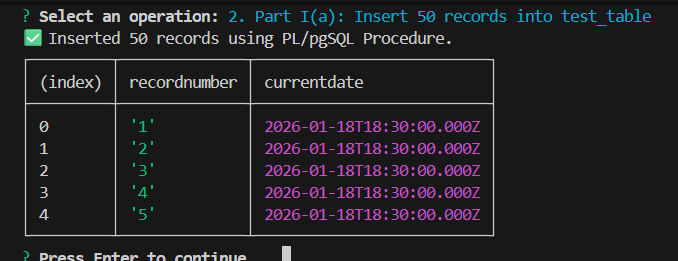 ? Select an operation: 2. Part I(a): Insert 50 records into test_table
✅ Inserted 50 records using PL/pgSQL Procedure.
(index) recordnumber currentdate
0 '1' 2026-01-18T18:30:00.000Z
1 '2' 2026-01-18T18:30:00.000Z
2 '3' 2026-01-18T18:30:00.000Z
3 '4' 2026-01-18T18:30:00.000Z
4 '5' 2026-01-18T18:30:00.000Z
? Press Enter to continue